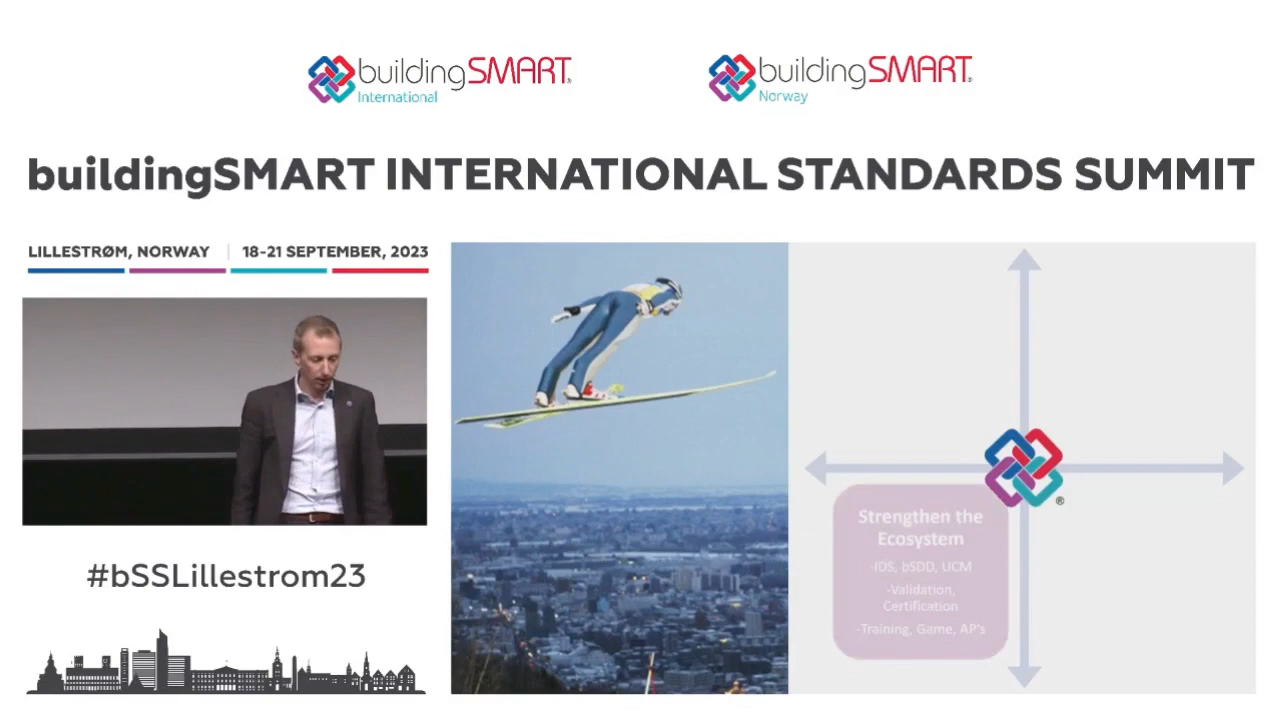 buildingSMART®
International
buildingSMART®
Norway
buildingSMART INTERNATIONAL STANDARDS SUMMIT
LILLESTRØM, NORWAY | 18-21 SEPTEMBER, 2023
#bSSLillestrom23
®
Strengthen the
Ecosystem
-IDS, bSDD, UCM
-Validation,
Certification
-Training, Game, AP's